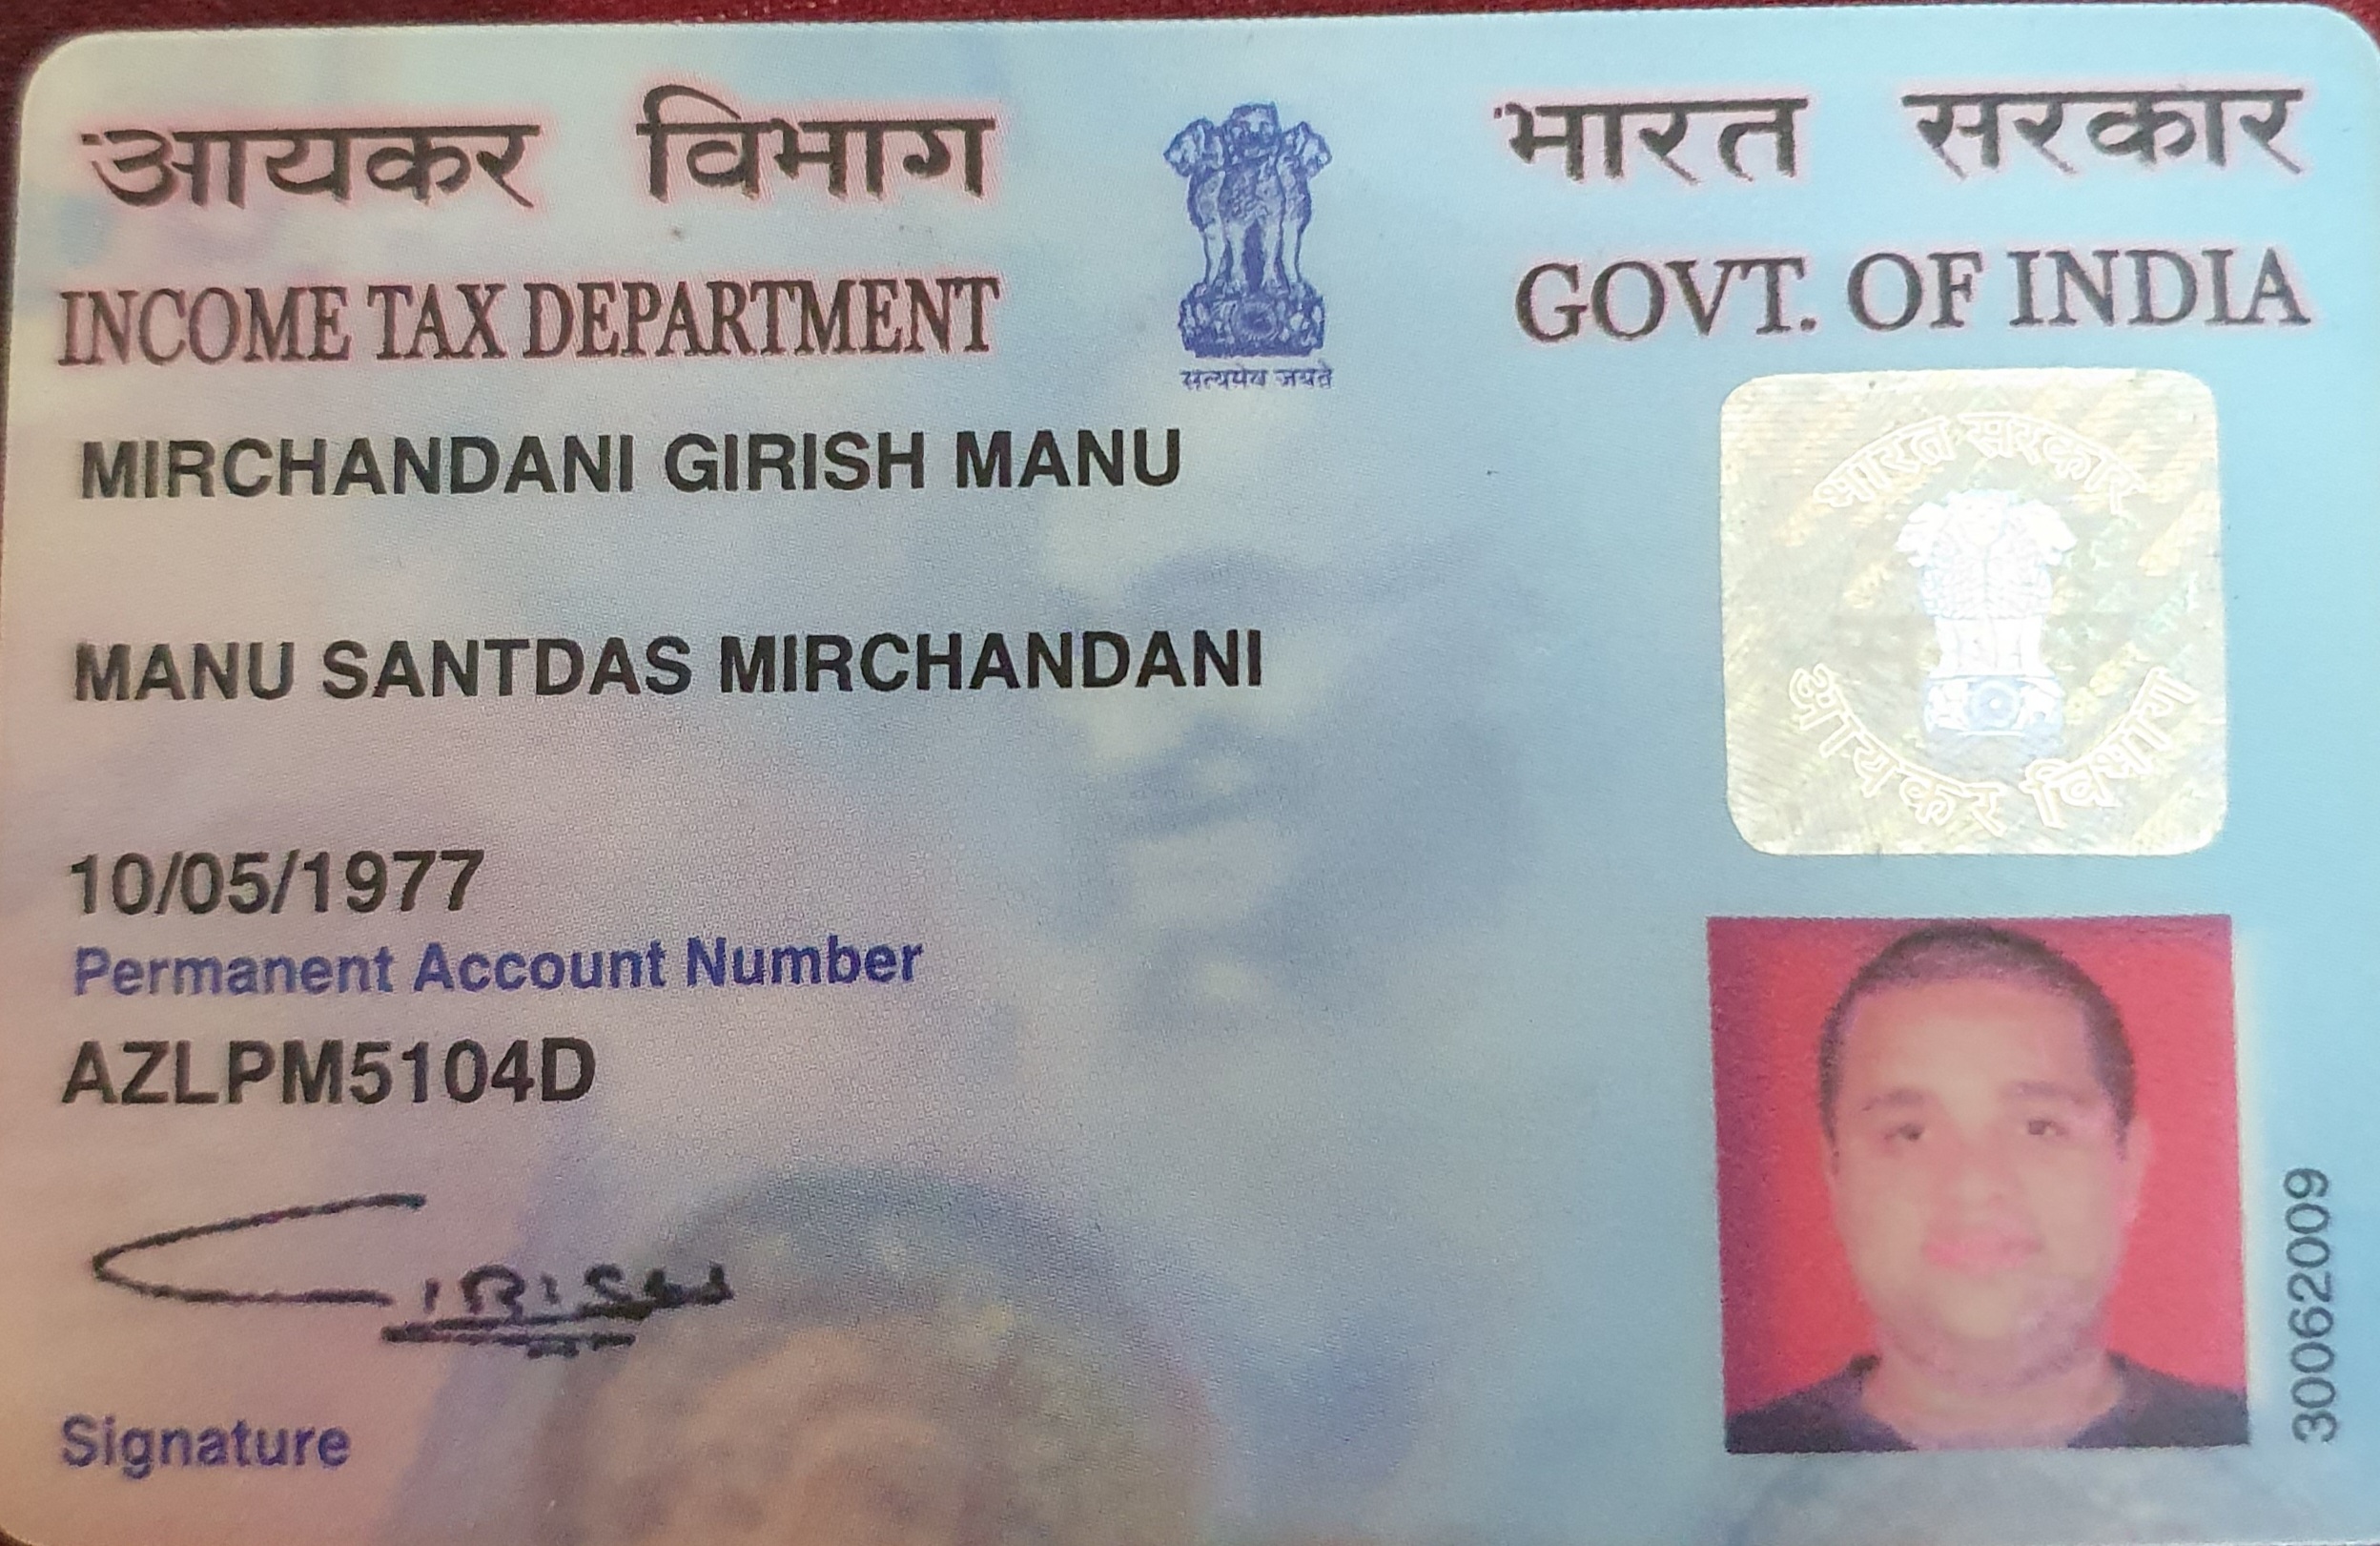 आयकर विभाग
INCOME TAX DEPARTMENT
सत्यमेव जयते
भारत सरकार
GOVT. OF INDIA
MIRCHANDANI GIRISH MANU
MANU SANTDAS MIRCHANDANI
10/05/1977
Permanent Account Number
AZLPM5104D
GIRISH
Signature
भारत सरकार
आयकर विभाग
30062009